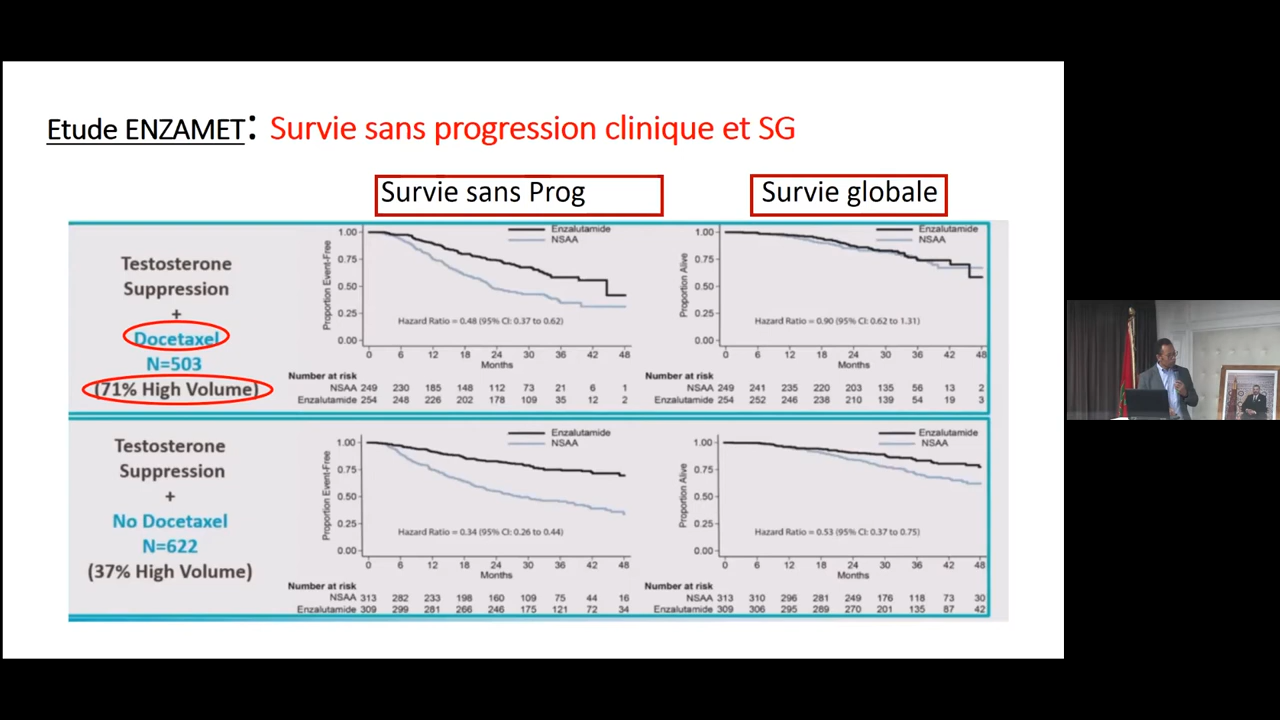 Etude ENZAMET: Survie sans progression clinique et SG
Survie sans Prog
Survie globale
Testosterone
Suppression
+
Docetaxel
N=503
(71% High Volume)
Proportion Event-Free
1.00
0.75
0.50
0.25
0.00
Enzalutamide
NSAA
Hazard Ratio = 0.48 (95% CI: 0.37 to 0.62)
0 6 12 18 24 30 36 42 48
Months
Number at risk
NSAA 249 230 185 148 112 73 21 6 1
Enzalutamide 254 248 226 202 178 109 35 12 2
Proportion Alive
1.00
0.75
0.50
0.25
0.00
Enzalutamide
NSAA
Hazard Ratio = 0.90 (95% CI: 0.62 to 1.31)
0 6 12 18 24 30 36 42 48
Months
Number at risk
NSAA 249 241 235 220 203 135 56 13 2
Enzalutamide 254 252 246 238 210 139 54 19 3
Testosterone
Suppression
+
No Docetaxel
N=622
(37% High Volume)
Proportion Event-Free
1.00
0.75
0.50
0.25
0.00
Enzalutamide
NSAA
Hazard Ratio = 0.34 (95% CI: 0.26 to 0.44)
0 6 12 18 24 30 36 42 48
Months
Number at risk
NSAA 313 282 233 198 160 109 75 44 16
Enzalutamide 309 299 281 266 246 175 121 72 34
Proportion Alive
1.00
0.75
0.50
0.25
0.00
Enzalutamide
NSAA
Hazard Ratio = 0.53 (95% CI: 0.37 to 0.75)
0 6 12 18 24 30 36 42 48
Months
Number at risk
NSAA 313 310 296 281 249 176 118 73 30
Enzalutamide 309 306 295 289 270 201 135 87 42